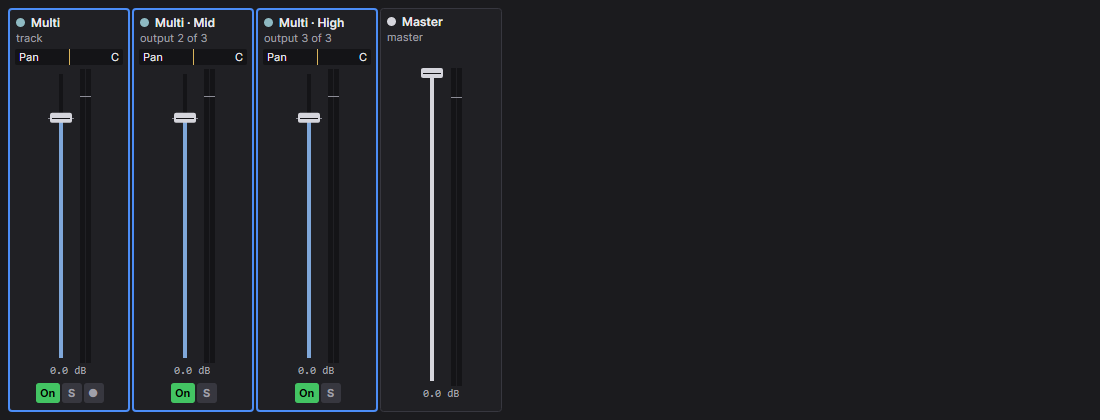 Multi
track
Pan C
0.0 dB
On S
Multi · Mid
output 2 of 3
Pan C
0.0 dB
On S
Multi · High
output 3 of 3
Pan C
0.0 dB
On S
Master
master
0.0 dB